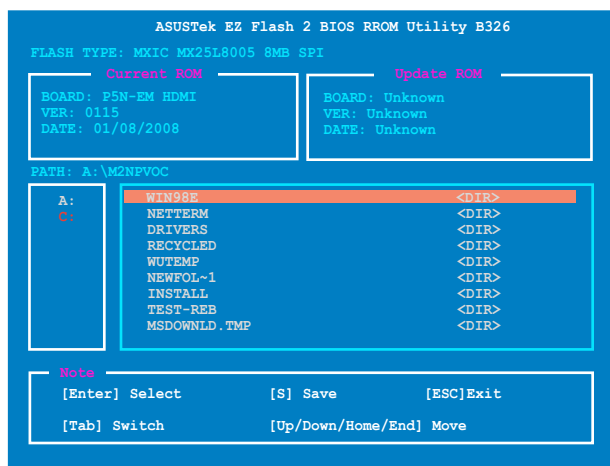 ASUSTek EZ Flash 2 BIOS RROM Utility B326
FLASH TYPE: MXIC MX25L8005 8MB SPI
Current ROM
BOARD: P5N-EM HDMI
VER: 0115
DATE: 01/08/2008
Update ROM
BOARD: Unknown
VER: Unknown
DATE: Unknown
PATH: A:\M2NPVOC
A:
C:
WIN98E <DIR>
NETTERM <DIR>
DRIVERS <DIR>
RECYCLED <DIR>
WUTEMP <DIR>
NEWFOL~1 <DIR>
INSTALL <DIR>
TEST-REB <DIR>
MSDOWNLD.TMP <DIR>
Note
[Enter] Select [S] Save [ESC]Exit
[Tab] Switch [Up/Down/Home/End] Move